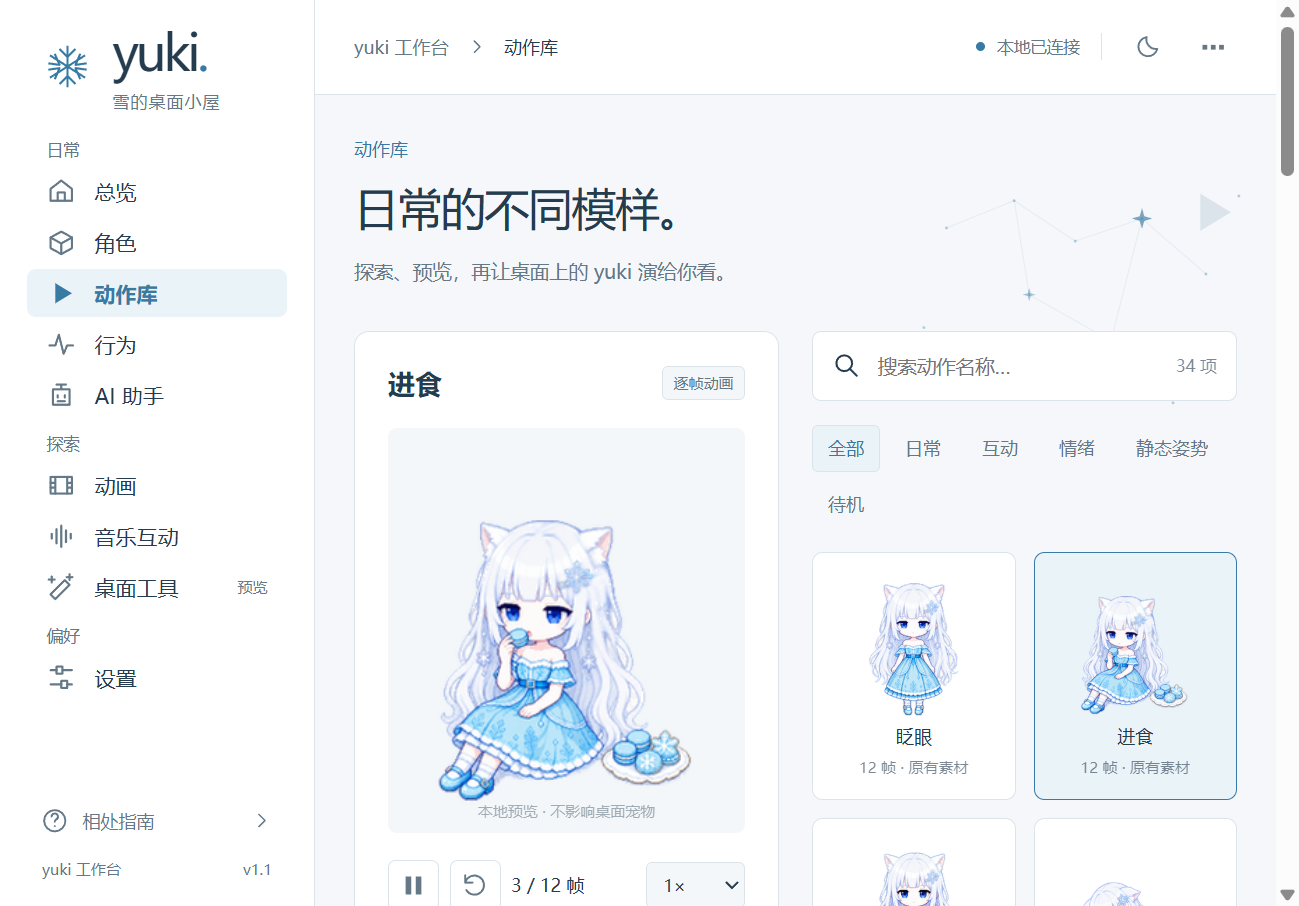 yuki.
雪的桌面小屋
日常
总览
角色
动作库
行为
AI 助手
探索
动画
音乐互动
桌面工具 预览
偏好
设置
相处指南
yuki 工作台 v1.1
yuki 工作台 > 动作库
本地已连接
动作库
日常的不同模样。
探索、预览，再让桌面上的 yuki 演给你看。
进食 逐帧动画
本地预览 · 不影响桌面宠物
3 / 12 帧 1×
搜索动作名称... 34 项
全部 日常 互动 情绪 静态姿势
待机
眨眼
12 帧 · 原有素材
进食
12 帧 · 原有素材